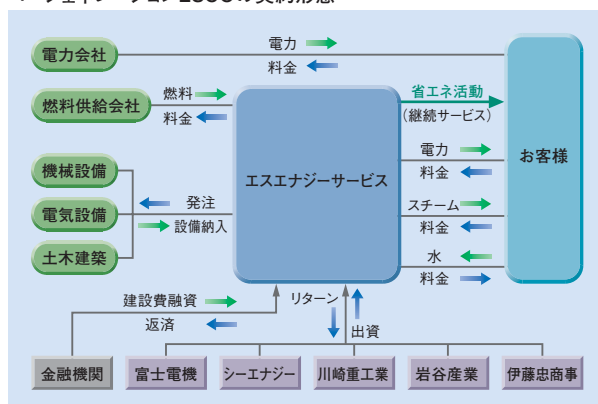 電力会社
電力
料金
燃料供給会社
燃料
料金
機械設備
電気設備
土木建築
発注
設備納入
エスエナジーサービス
省エネ活動
(継続サービス)
電力
料金
スチーム
料金
水
料金
お客様
建設費融資
返済
リターン
出資
金融機関
富士電機
シーエナジー
川崎重工業
岩谷産業
伊藤忠商事